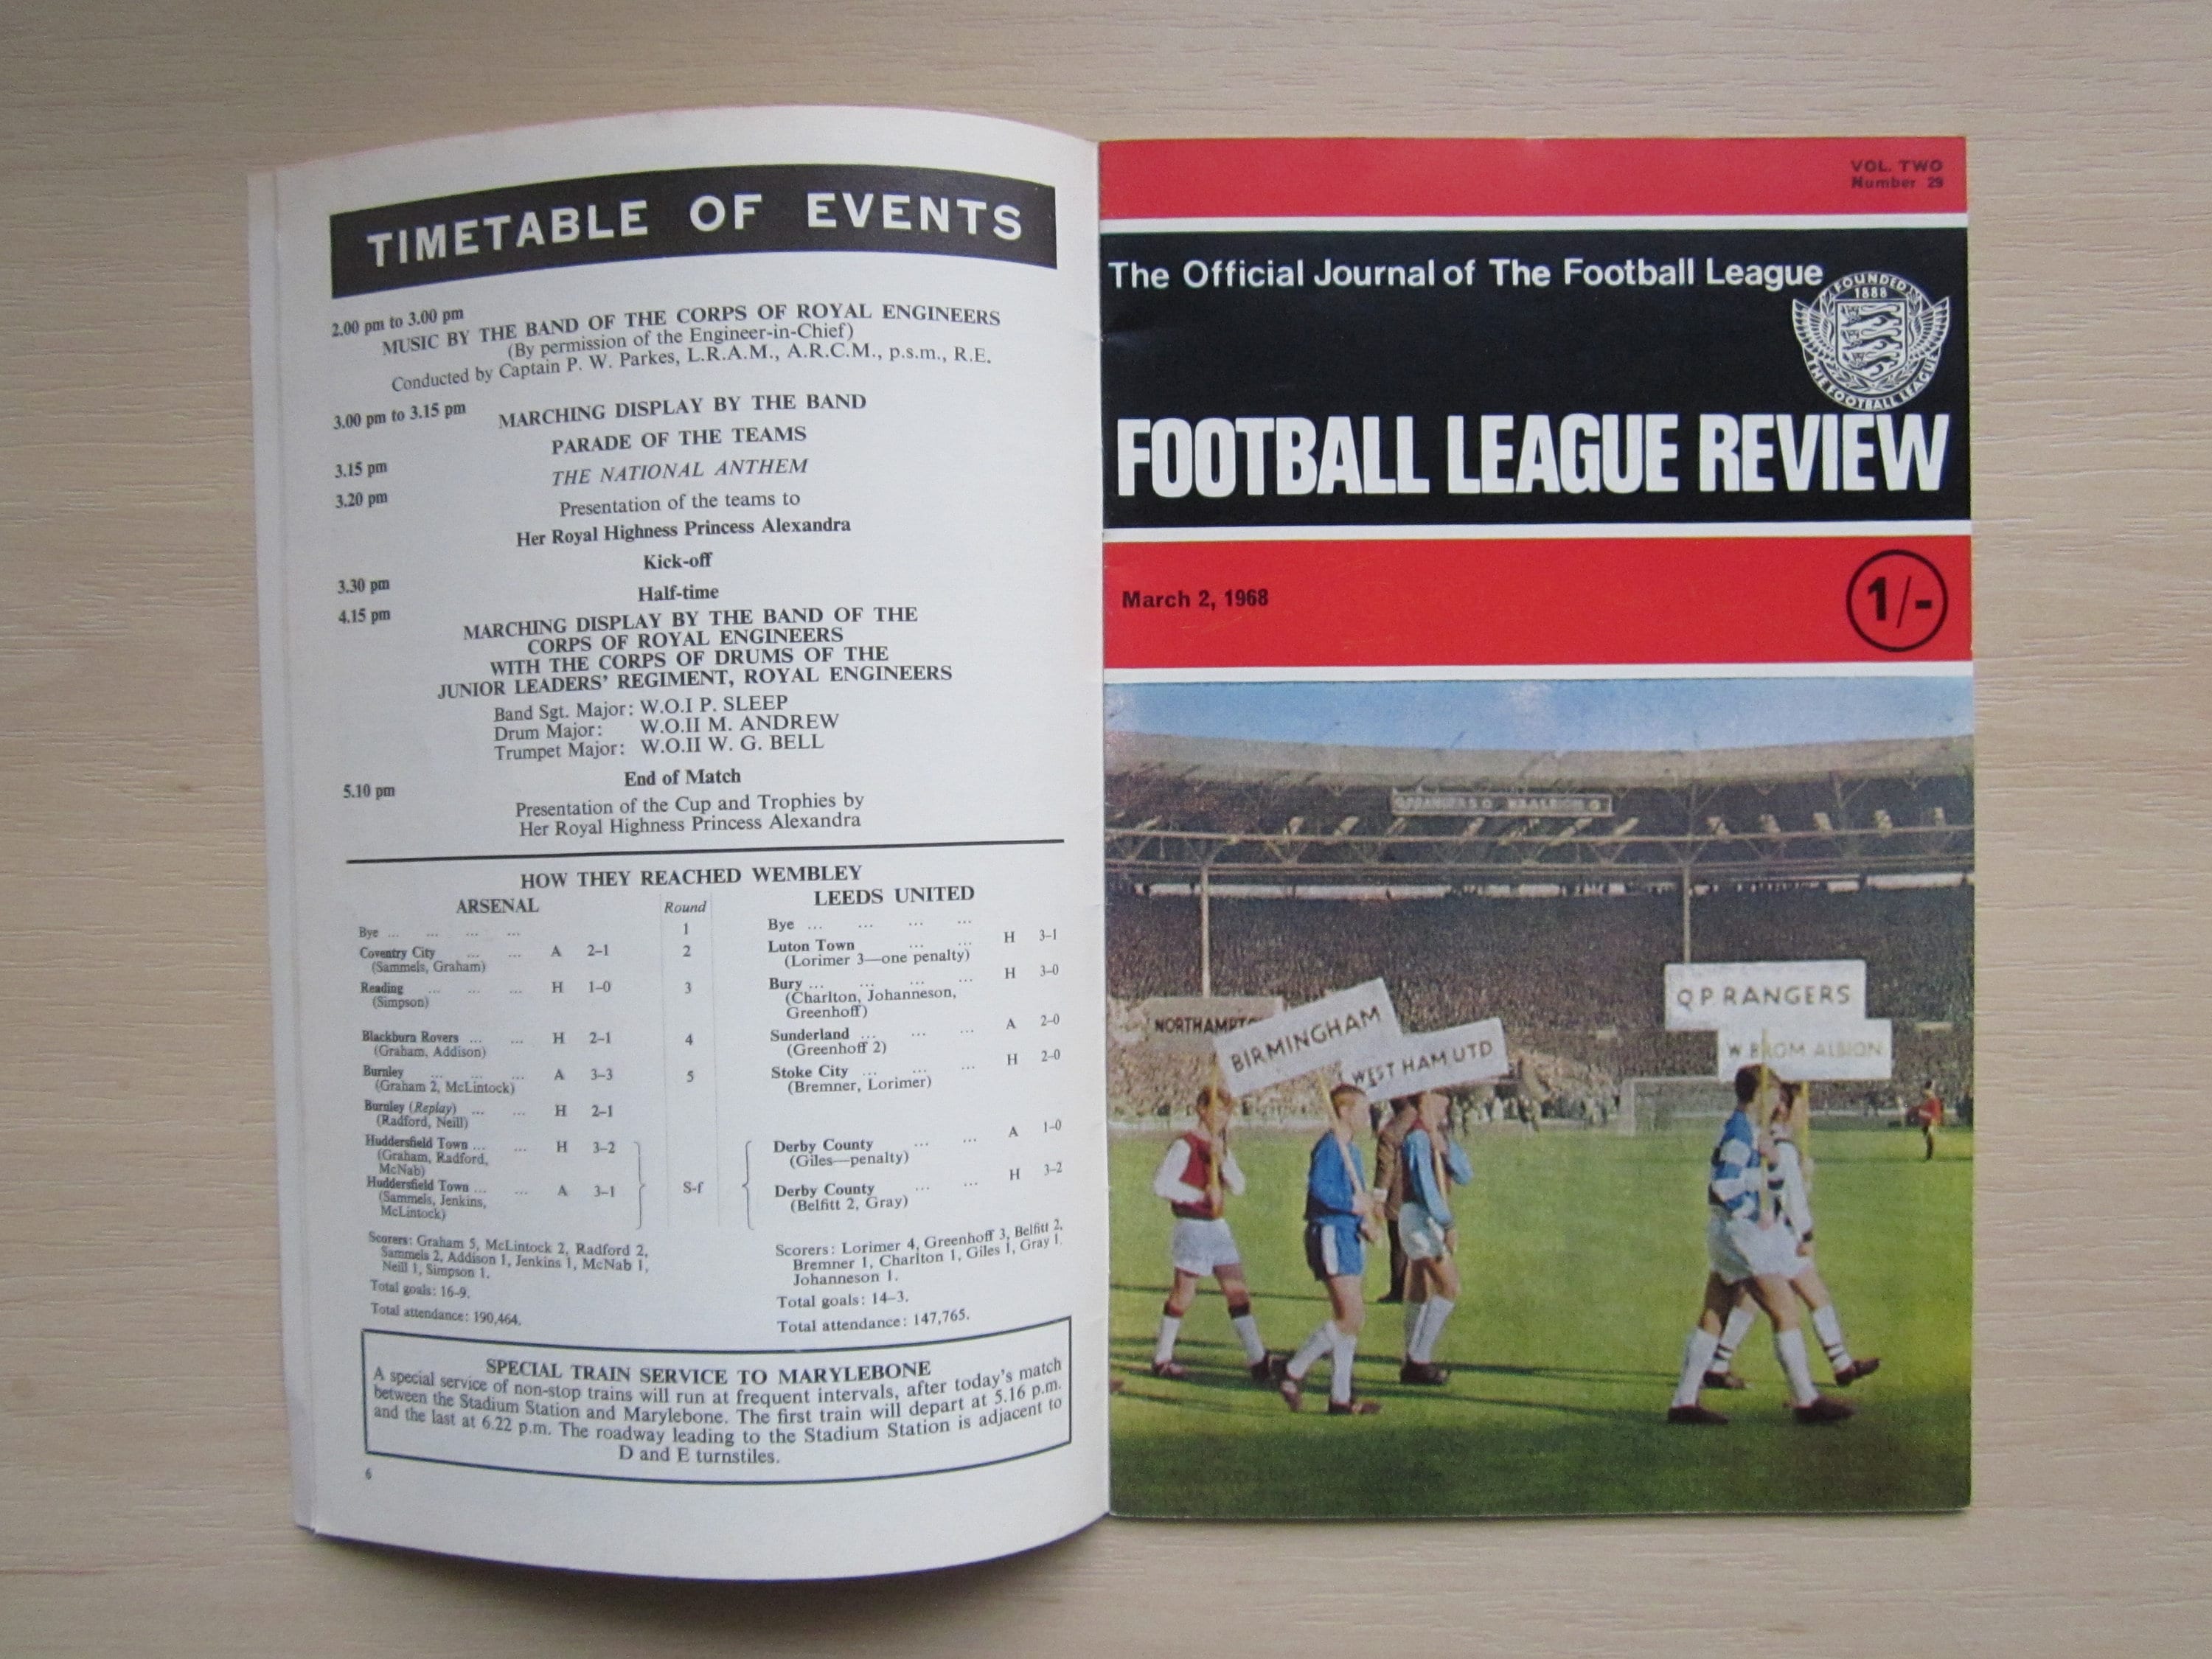 TIMETABLE OF EVENTS
2.00 pm to 3.00 pm
MUSIC BY THE BAND OF THE CORPS OF ROYAL ENGINEERS
(By permission of the Engineer-in-Chief)
Conducted by Captain P. W. Parkes, L.R.A.M., A.R.C.M., p.s.m., R.E.
3.00 pm to 3.15 pm MARCHING DISPLAY BY THE BAND
PARADE OF THE TEAMS
3.15 pm THE NATIONAL ANTHEM
3.20 pm Presentation of the teams to
Her Royal Highness Princess Alexandra
Kick-off
3.30 pm Half-time
4.15 pm MARCHING DISPLAY BY THE BAND OF THE
CORPS OF ROYAL ENGINEERS
WITH THE CORPS OF DRUMS OF THE
JUNIOR LEADERS' REGIMENT, ROYAL ENGINEERS
Band Sgt. Major: W.O.I P. SLEEP
Drum Major: W.O.II M. ANDREW
Trumpet Major: W.O.II W. G. BELL
End of Match
5.10 pm Presentation of the Cup and Trophies by
Her Royal Highness Princess Alexandra
HOW THEY REACHED WEMBLEY
ARSENAL Round LEEDS UNITED
Bye ... ... ... ... 1 Bye ... ... ... ...
Coventry City ... ... A 2–1 2 Luton Town ... ... H 3–1
(Sammels, Graham) (Lorimer 3—one penalty)
Reading ... ... ... H 1–0 3 Bury ... ... ... ... H 3–0
(Simpson) (Charlton, Johanneson,
Greenhoff)
Blackburn Rovers ... ... H 2–1 4 Sunderland ... ... ... A 2–0
(Graham, Addison) (Greenhoff 2)
Burnley ... ... ... A 3–3 5 Stoke City ... ... ... H 2–0
(Graham 2, McLintock) (Bremner, Lorimer)
Burnley (Replay) ... ... H 2–1
(Radford, Neill)
Huddersfield Town ... ... H 3–2 Derby County ... ... A 1–0
(Graham, Radford, (Giles—penalty)
McNab)
Huddersfield Town ... ... A 3–1 S-f Derby County ... ... H 3–2
(Sammels, Jenkins, (Belfitt 2, Gray)
McLintock)
Scorers: Graham 5, McLintock 2, Radford 2,
Sammels 2, Addison 1, Jenkins 1, McNab 1,
Neill 1, Simpson 1.
Total goals: 16–9.
Total attendance: 190,464.
Scorers: Lorimer 4, Greenhoff 3, Belfitt 2,
Bremner 1, Charlton 1, Giles 1, Gray 1.
Johanneson 1.
Total goals: 14–3.
Total attendance: 147,765.
SPECIAL TRAIN SERVICE TO MARYLEBONE
A special service of non-stop trains will run at frequent intervals, after today's match
between the Stadium Station and Marylebone. The first train will depart at 5.16 p.m.
and the last at 6.22 p.m. The roadway leading to the Stadium Station is adjacent to
D and E turnstiles.
6
VOL. TWO
Number 29
The Official Journal of The Football League
FOUNDED
1888
THE FOOTBALL LEAGUE
FOOTBALL LEAGUE REVIEW
March 2, 1968
1/-
Q P RANGERS
NORTHAMPTON
BIRMINGHAM
WEST HAM UTD
W BROM ALBION